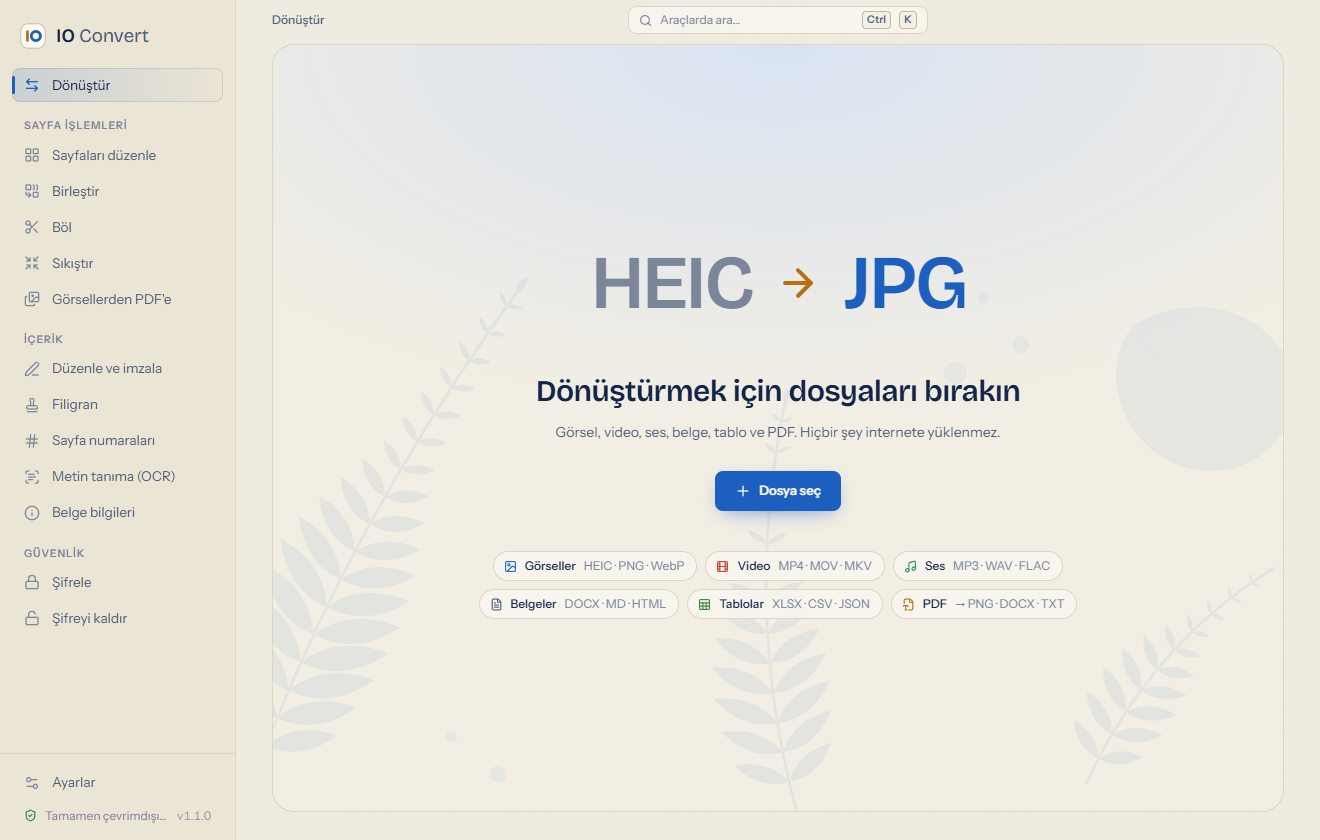 IO Convert
Dönüştür
SAYFA İŞLEMLERİ
Sayfaları düzenle
Birleştir
Böl
Sıkıştır
Görsellerden PDF'e
İÇERİK
Düzenle ve imzala
Filigran
Sayfa numaraları
Metin tanıma (OCR)
Belge bilgileri
GÜVENLİK
Şifrele
Şifreyi kaldır
Ayarlar
Tamamen çevrimdışı... v1.1.0
Dönüştür
Araçlarda ara... Ctrl K
HEIC → JPG
Dönüştürmek için dosyaları bırakın
Görsel, video, ses, belge, tablo ve PDF. Hiçbir şey internete yüklenmez.
+ Dosya seç
Görseller HEIC·PNG·WebP Video MP4·MOV·MKV Ses MP3·WAV·FLAC
Belgeler DOCX·MD·HTML Tablolar XLSX·CSV·JSON PDF →PNG·DOCX·TXT